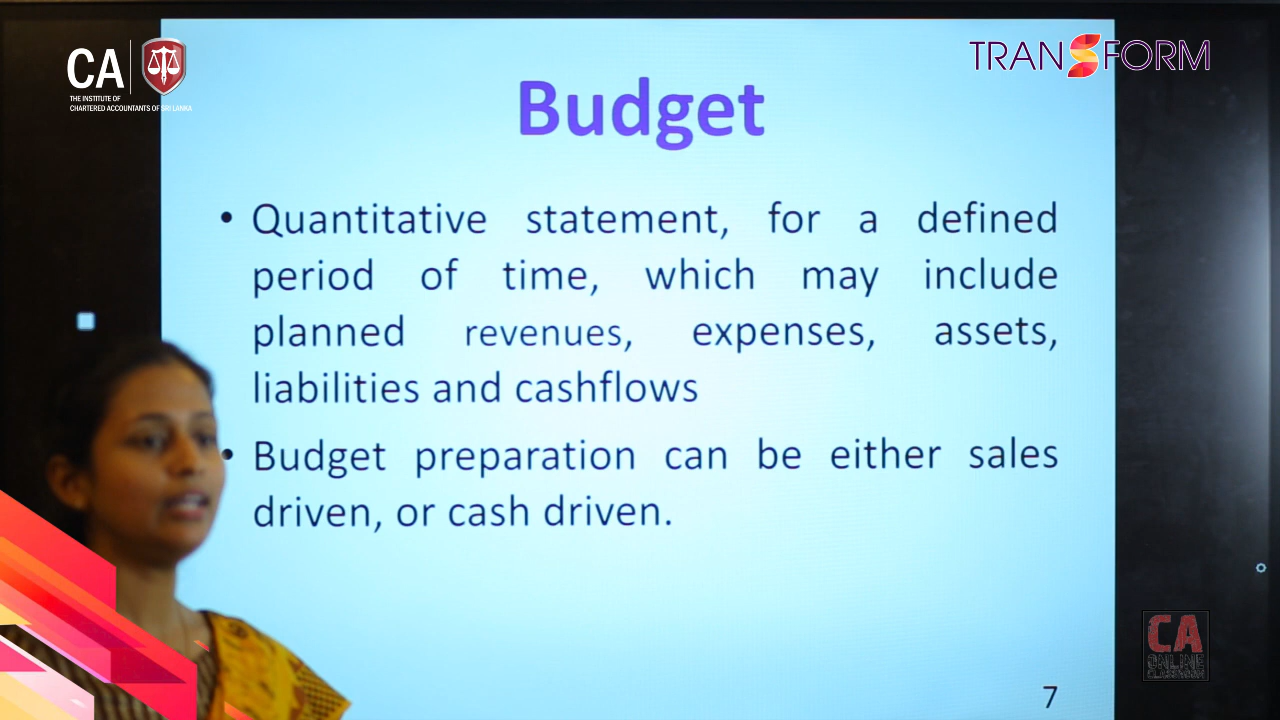 CA
THE INSTITUTE OF
CHARTERED ACCOUNTANTS OF SRI LANKA
TRANSFORM
Budget
• Quantitative statement, for a defined
period of time, which may include
planned revenues, expenses, assets,
liabilities and cashflows
• Budget preparation can be either sales
driven, or cash driven.
CA
ONLINE
CLASSROOM
7